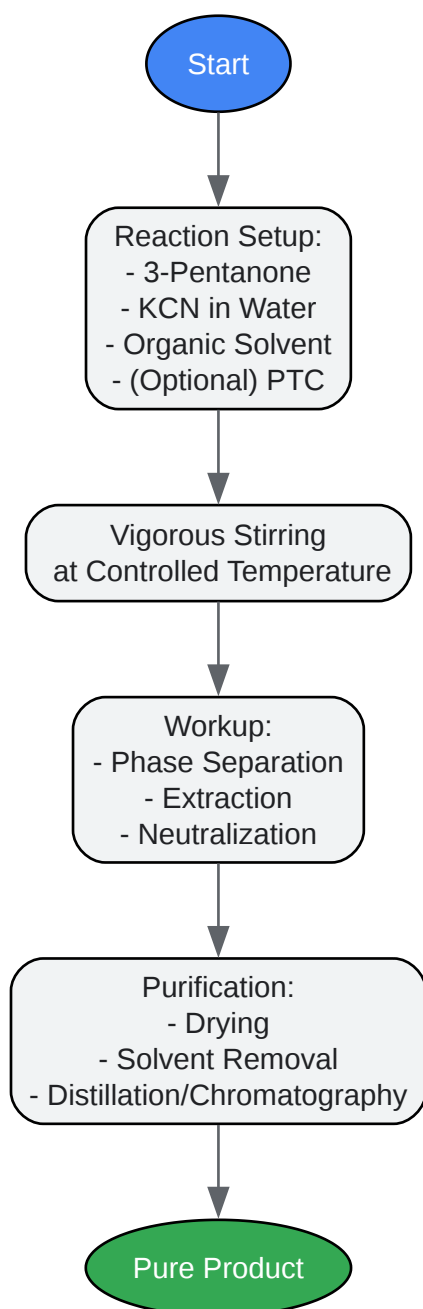 Start
Reaction Setup:
- 3-Pentanone
- KCN in Water
- Organic Solvent
- (Optional) PTC
Vigorous Stirring
at Controlled Temperature
Workup:
- Phase Separation
- Extraction
- Neutralization
Purification:
- Drying
- Solvent Removal
- Distillation/Chromatography
Pure Product